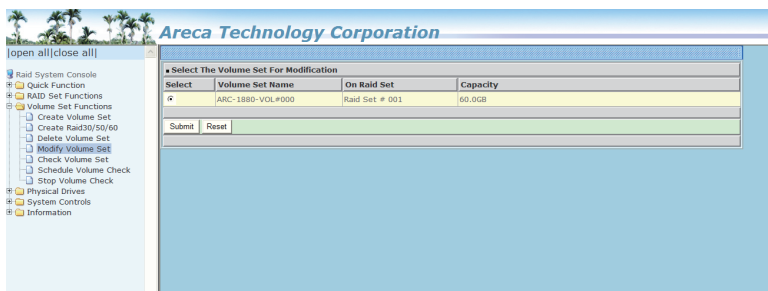 Areca Technology Corporation
|open all|close all|
Raid System Console
Quick Function
RAID Set Functions
Volume Set Functions
Create Volume Set
Create Raid30/50/60
Delete Volume Set
Modify Volume Set
Check Volume Set
Schedule Volume Check
Stop Volume Check
Physical Drives
System Controls
Information
Select The Volume Set For Modification
Select Volume Set Name On Raid Set Capacity
ARC-1880-VOL#000 Raid Set # 001 60.0GB
Submit Reset